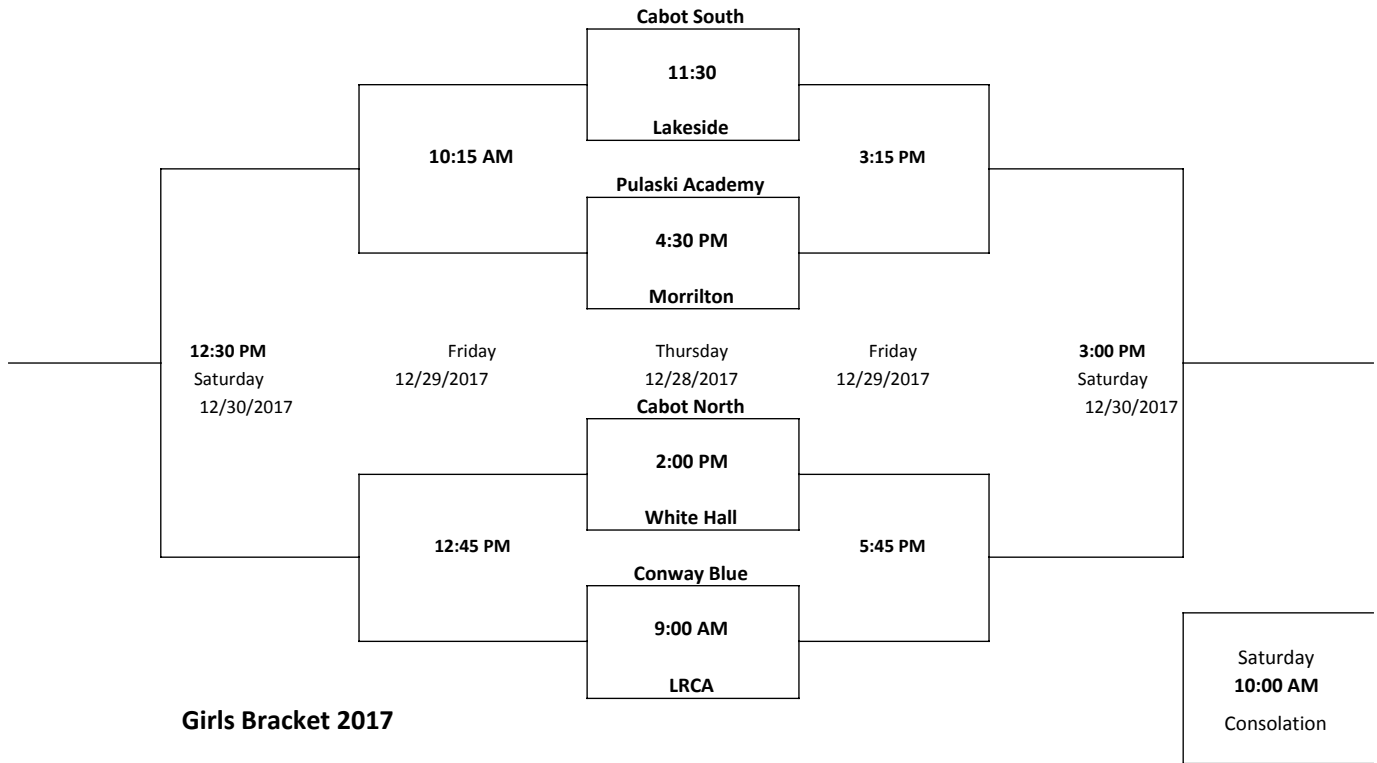 Cabot South
11:30
Lakeside
10:15 AM
3:15 PM
Pulaski Academy
4:30 PM
Morrilton
12:30 PM
Friday
Thursday
Friday
3:00 PM
Saturday
12/29/2017
12/28/2017
12/29/2017
Saturday
12/30/2017
Cabot North
12/30/2017
2:00 PM
White Hall
12:45 PM
5:45 PM
Conway Blue
9:00 AM
LRCA
Saturday
10:00 AM
Consolation
Girls Bracket 2017